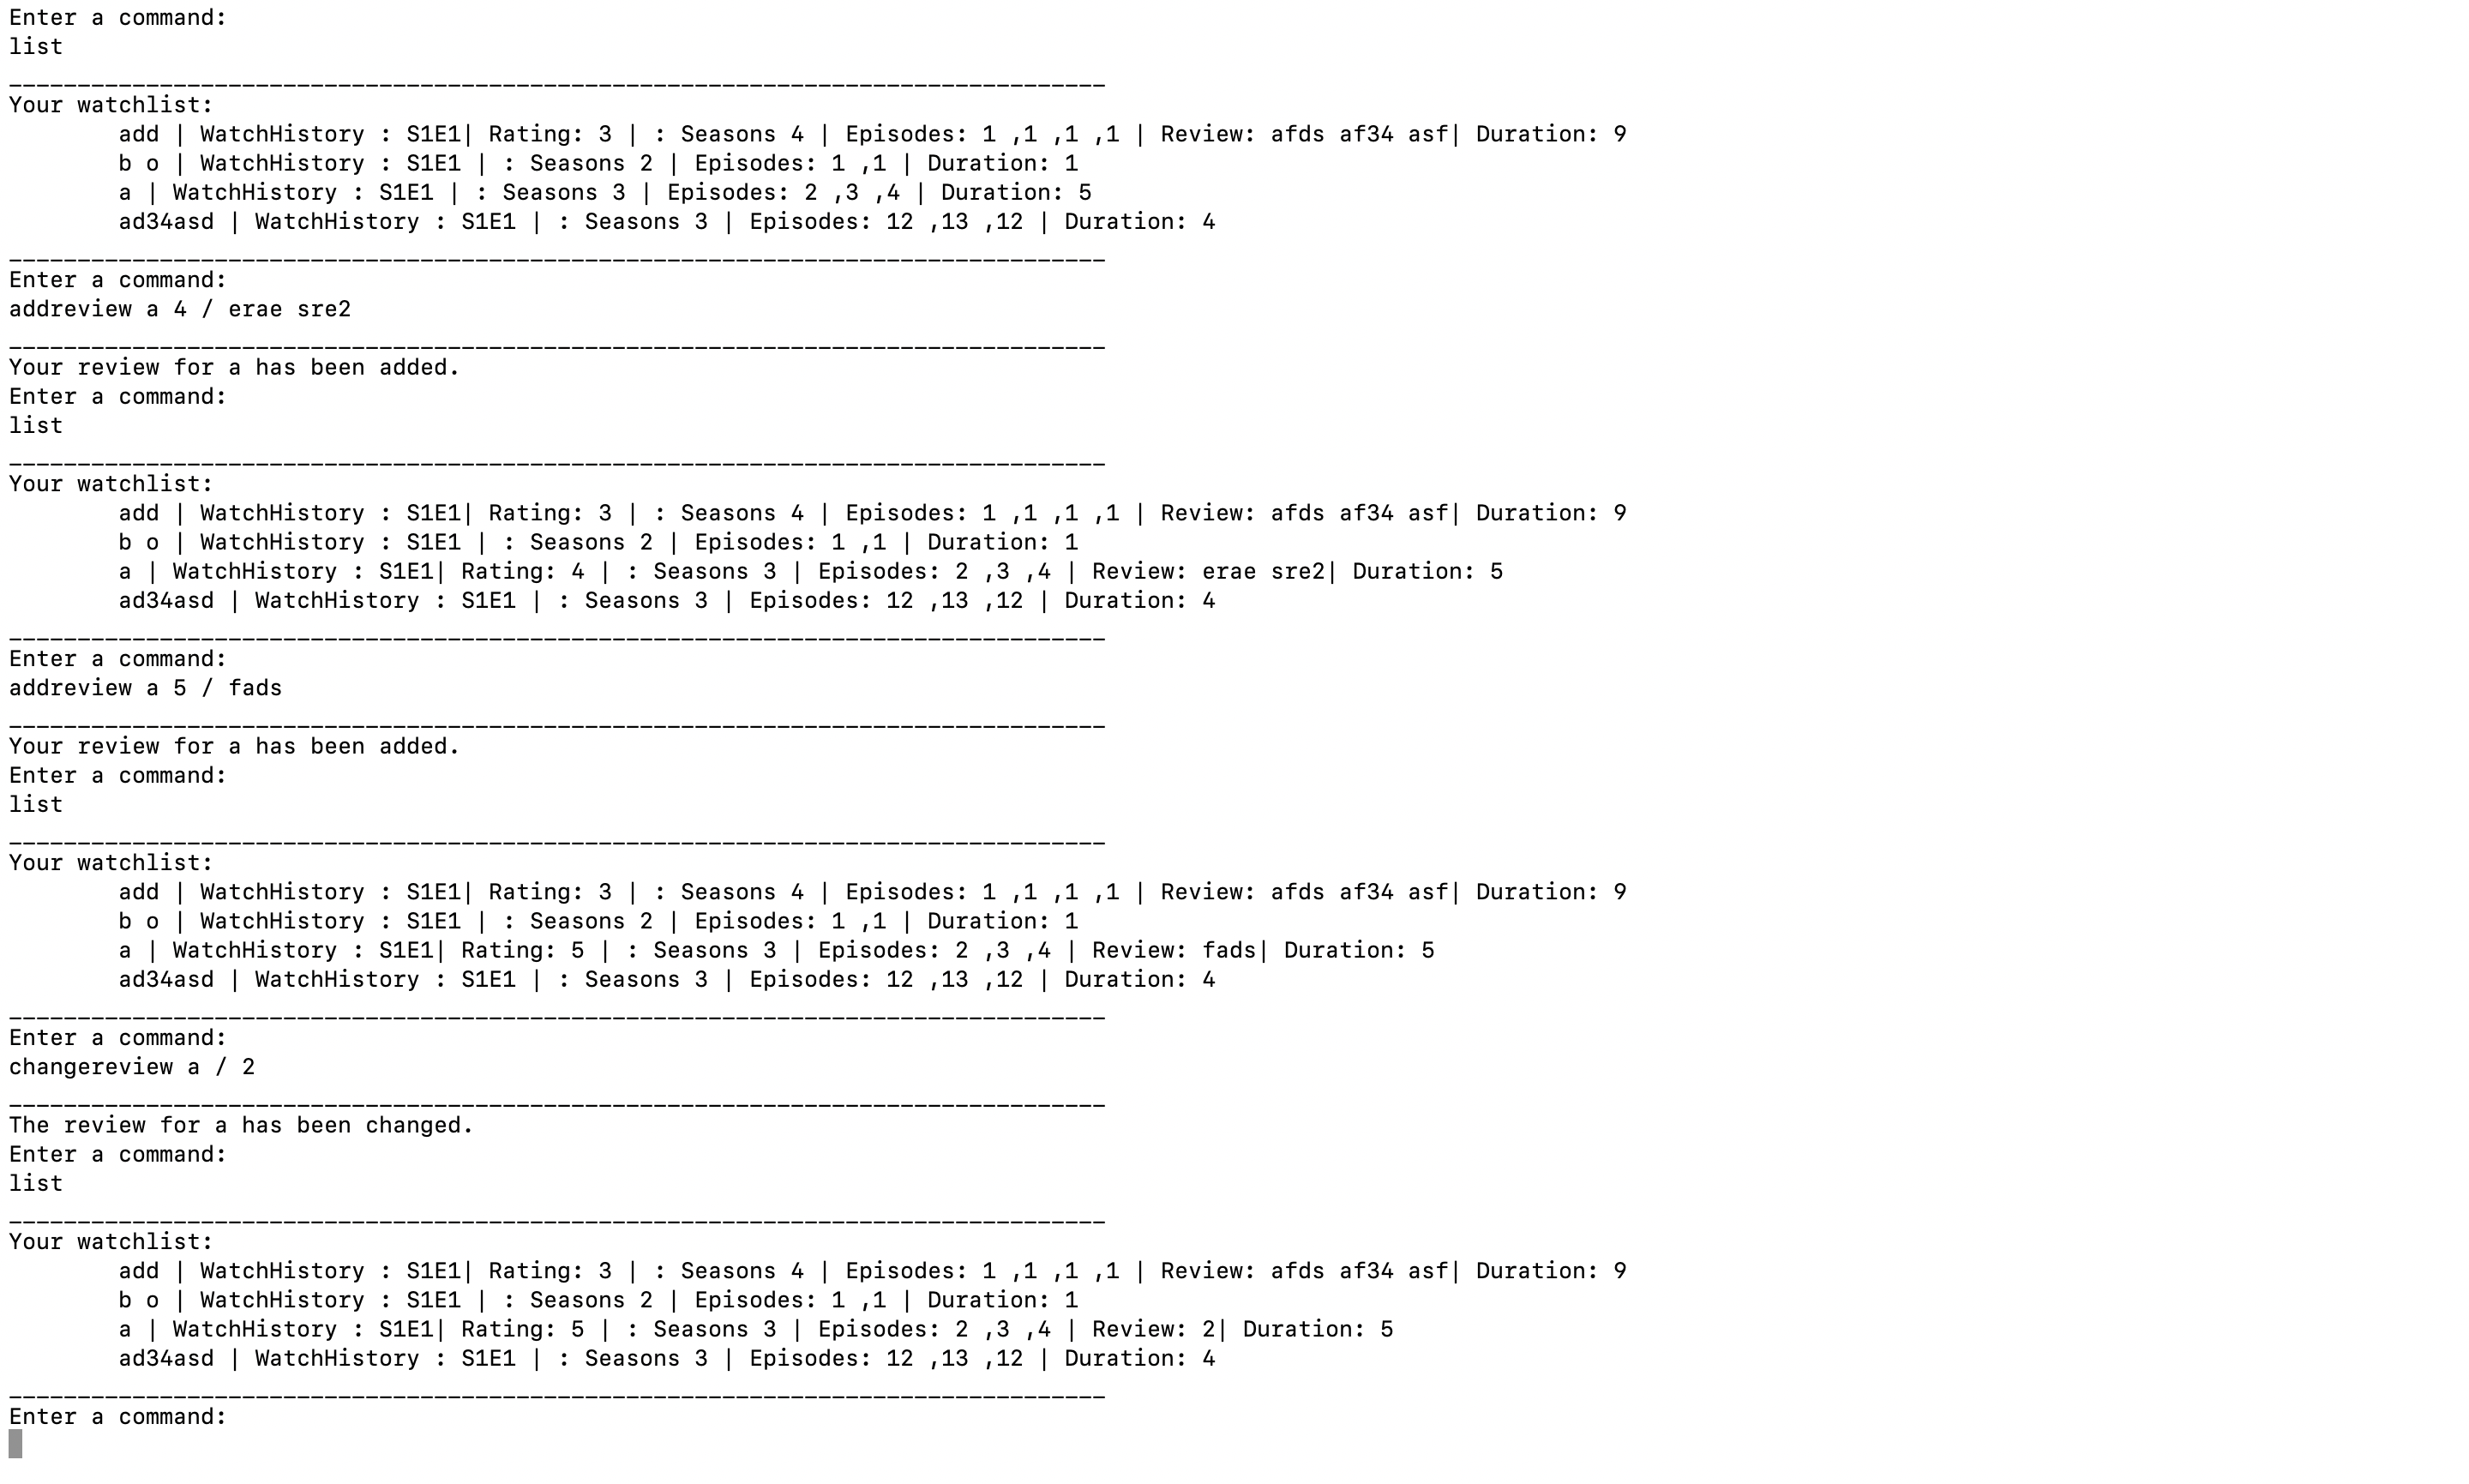 Enter a command:
list
________________________________________________________________________________
Your watchlist:
        add | WatchHistory : S1E1| Rating: 3 | : Seasons 4 | Episodes: 1 ,1 ,1 ,1 | Review: afds af34 asf| Duration: 9
        b o | WatchHistory : S1E1 | : Seasons 2 | Episodes: 1 ,1 | Duration: 1
        a | WatchHistory : S1E1 | : Seasons 3 | Episodes: 2 ,3 ,4 | Duration: 5
        ad34asd | WatchHistory : S1E1 | : Seasons 3 | Episodes: 12 ,13 ,12 | Duration: 4
________________________________________________________________________________
Enter a command:
addreview a 4 / erae sre2
________________________________________________________________________________
Your review for a has been added.
Enter a command:
list
________________________________________________________________________________
Your watchlist:
        add | WatchHistory : S1E1| Rating: 3 | : Seasons 4 | Episodes: 1 ,1 ,1 ,1 | Review: afds af34 asf| Duration: 9
        b o | WatchHistory : S1E1 | : Seasons 2 | Episodes: 1 ,1 | Duration: 1
        a | WatchHistory : S1E1| Rating: 4 | : Seasons 3 | Episodes: 2 ,3 ,4 | Review: erae sre2| Duration: 5
        ad34asd | WatchHistory : S1E1 | : Seasons 3 | Episodes: 12 ,13 ,12 | Duration: 4
________________________________________________________________________________
Enter a command:
addreview a 5 / fads
________________________________________________________________________________
Your review for a has been added.
Enter a command:
list
________________________________________________________________________________
Your watchlist:
        add | WatchHistory : S1E1| Rating: 3 | : Seasons 4 | Episodes: 1 ,1 ,1 ,1 | Review: afds af34 asf| Duration: 9
        b o | WatchHistory : S1E1 | : Seasons 2 | Episodes: 1 ,1 | Duration: 1
        a | WatchHistory : S1E1| Rating: 5 | : Seasons 3 | Episodes: 2 ,3 ,4 | Review: fads| Duration: 5
        ad34asd | WatchHistory : S1E1 | : Seasons 3 | Episodes: 12 ,13 ,12 | Duration: 4
________________________________________________________________________________
Enter a command:
changereview a / 2
________________________________________________________________________________
The review for a has been changed.
Enter a command:
list
________________________________________________________________________________
Your watchlist:
        add | WatchHistory : S1E1| Rating: 3 | : Seasons 4 | Episodes: 1 ,1 ,1 ,1 | Review: afds af34 asf| Duration: 9
        b o | WatchHistory : S1E1 | : Seasons 2 | Episodes: 1 ,1 | Duration: 1
        a | WatchHistory : S1E1| Rating: 5 | : Seasons 3 | Episodes: 2 ,3 ,4 | Review: 2| Duration: 5
        ad34asd | WatchHistory : S1E1 | : Seasons 3 | Episodes: 12 ,13 ,12 | Duration: 4
________________________________________________________________________________
Enter a command: